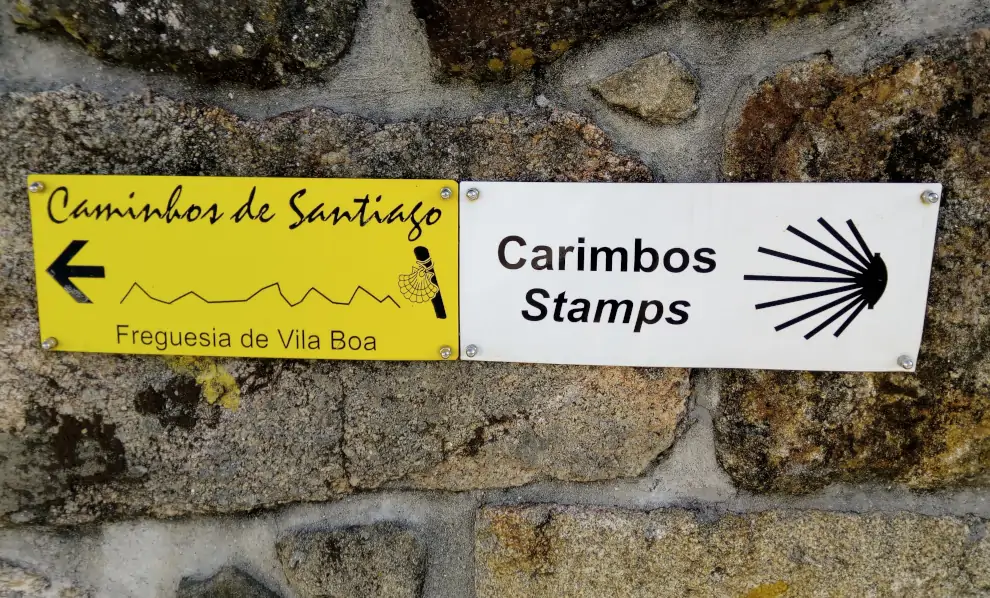 Caminhos de Santiago
Freguesia de Vila Boa
Carimbos
Stamps